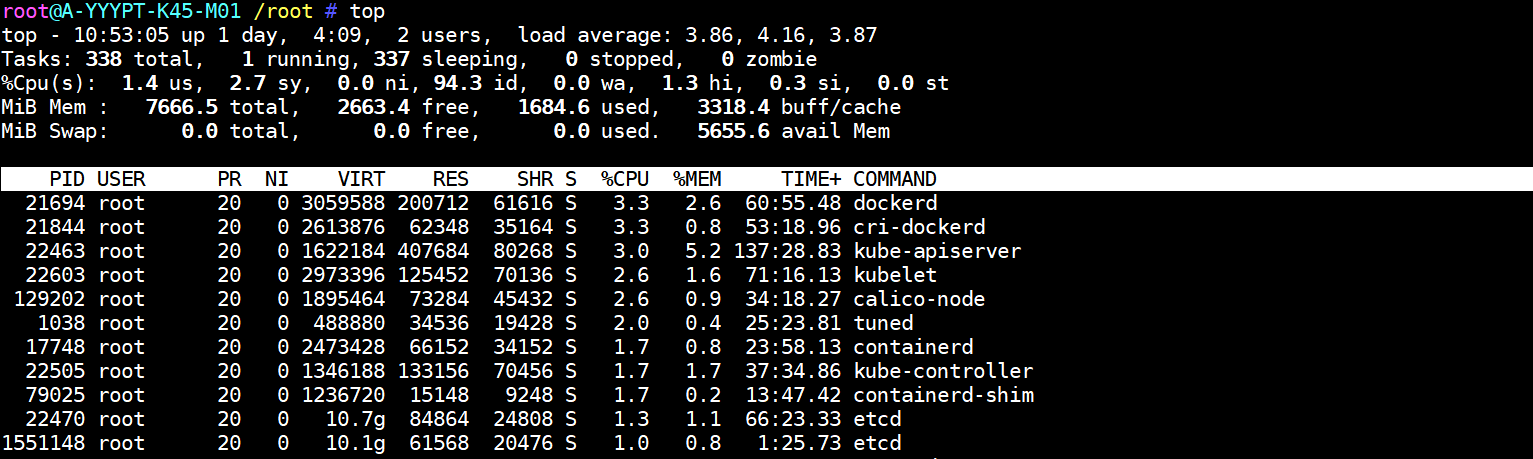 root@A-YYYPT-K45-M01 /root # top
top - 10:53:05 up 1 day,  4:09,  2 users,  load average: 3.86, 4.16, 3.87
Tasks: 338 total,   1 running, 337 sleeping,   0 stopped,   0 zombie
%Cpu(s):  1.4 us,  2.7 sy,  0.0 ni, 94.3 id,  0.0 wa,  1.3 hi,  0.3 si,  0.0 st
MiB Mem :   7666.5 total,   2663.4 free,   1684.6 used,   3318.4 buff/cache
MiB Swap:      0.0 total,      0.0 free,      0.0 used.   5655.6 avail Mem
    PID USER      PR  NI    VIRT    RES    SHR S  %CPU  %MEM     TIME+ COMMAND
  21694 root      20   0 3059588 200712  61616 S   3.3   2.6  60:55.48 dockerd
  21844 root      20   0 2613876  62348  35164 S   3.3   0.8  53:18.96 cri-dockerd
  22463 root      20   0 1622184 407684  80268 S   3.0   5.2 137:28.83 kube-apiserver
  22603 root      20   0 2973396 125452  70136 S   2.6   1.6  71:16.13 kubelet
 129202 root      20   0 1895464  73284  45432 S   2.6   0.9  34:18.27 calico-node
   1038 root      20   0  488880  34536  19428 S   2.0   0.4  25:23.81 tuned
  17748 root      20   0 2473428  66152  34152 S   1.7   0.8  23:58.13 containerd
  22505 root      20   0 1346188 133156  70456 S   1.7   1.7  37:34.86 kube-controller
  79025 root      20   0 1236720  15148   9248 S   1.7   0.2  13:47.42 containerd-shim
  22470 root      20   0   10.7g  84864  24808 S   1.3   1.1  66:23.33 etcd
1551148 root      20   0   10.1g  61568  20476 S   1.0   0.8   1:25.73 etcd